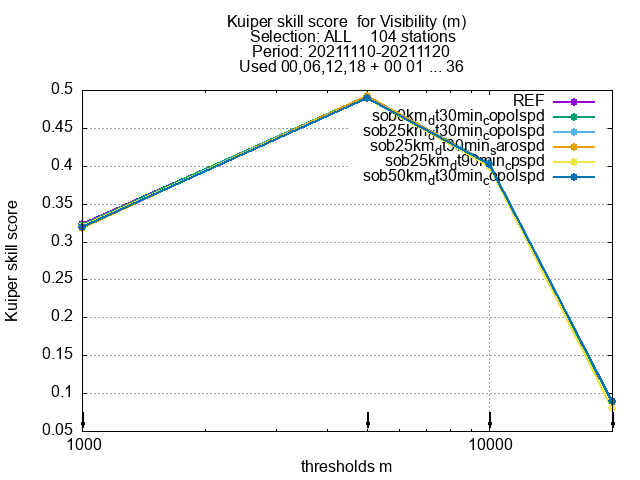 Kuiper skill score  for Visibility (m)
Selection: ALL    104 stations
Period: 20211110-20211120
Used 00,06,12,18 + 00 01 ... 36
REF
sob0km_dt30min_copolspd
sob25km_dt30min_copolspd
sob25km_dt30min_sarospd
sob25km_dt90min_cpspd
sob50km_dt30min_copolspd
Kuiper skill score
0.5
0.45
0.4
0.35
0.3
0.25
0.2
0.15
0.1
0.05
1000
10000
thresholds m